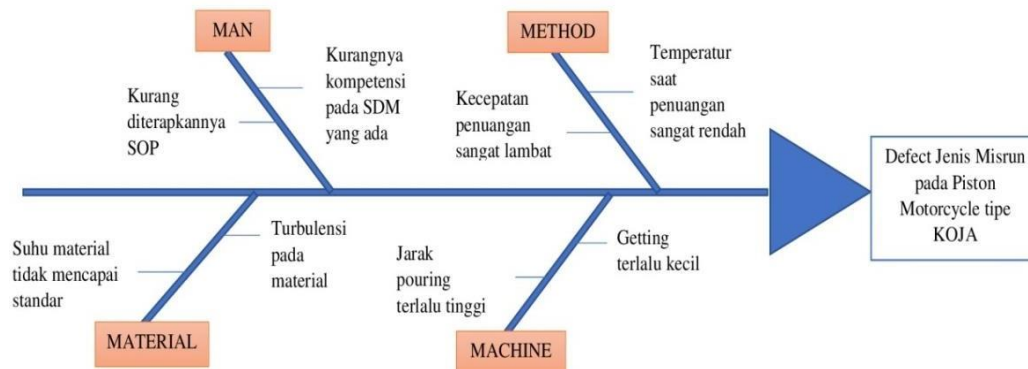 MAN
METHOD
Kurang
diterapkannya
SOP
Kurangnya
kompetensi
pada SDM
yang ada
Kecepatan
penuangan
sangat lambat
Temperatur
saat
penuangan
sangat rendah
Defect Jenis Misrun
pada Piston
Motorcycle tipe
KOJA
Suhu material
tidak mencapai
standar
Turbulensi
pada
material
Jarak
pouring
terlalu tinggi
Getting
terlalu kecil
MATERIAL
MACHINE